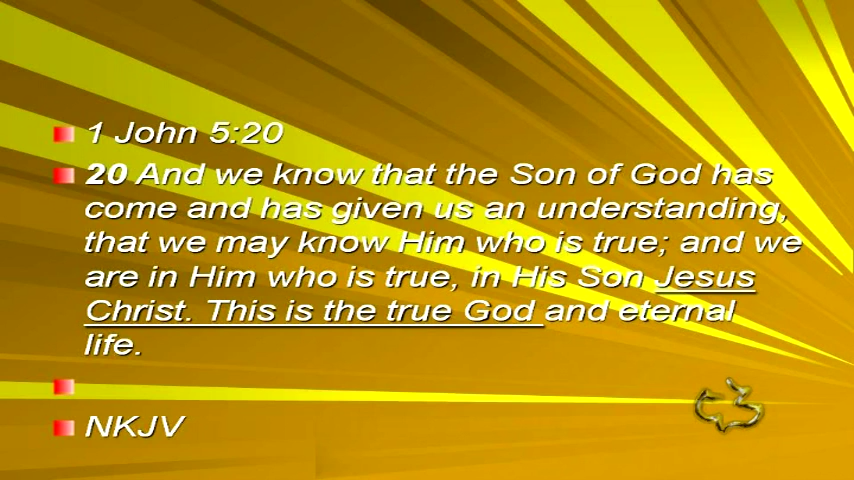 1 John 5:20
20 And we know that the Son of God has
come and has given us an understanding,
that we may know Him who is true; and we
are in Him who is true, in His Son Jesus
Christ. This is the true God and eternal
life.
NKJV